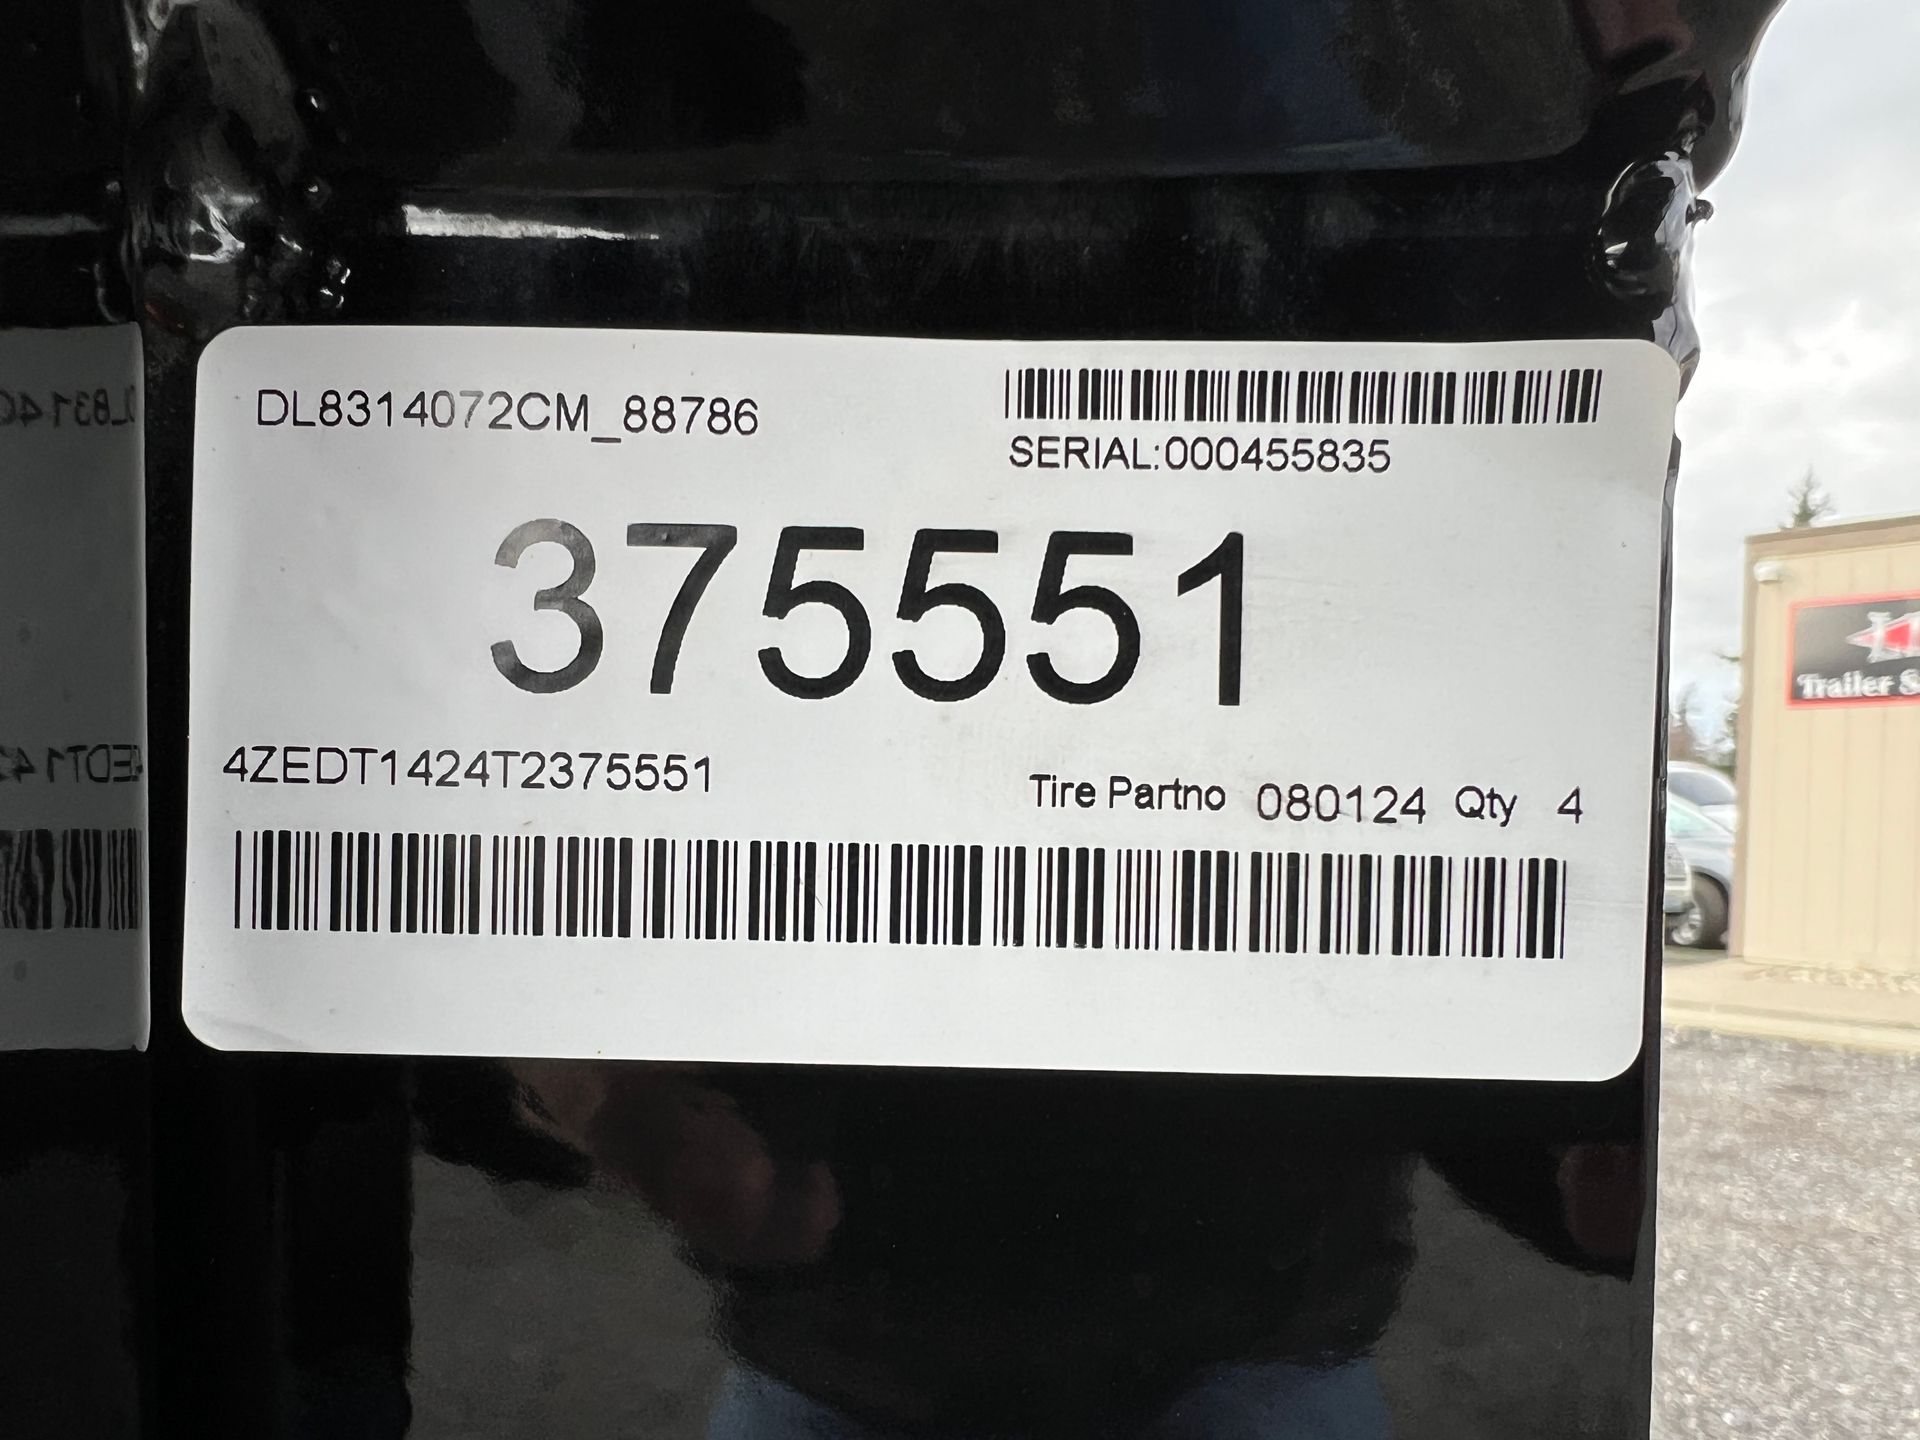 DL8314072CM_88786
SERIAL:000455835
375551
4ZEDT1424T2375551
Tire Partno 080124 Qty 4
Trailer